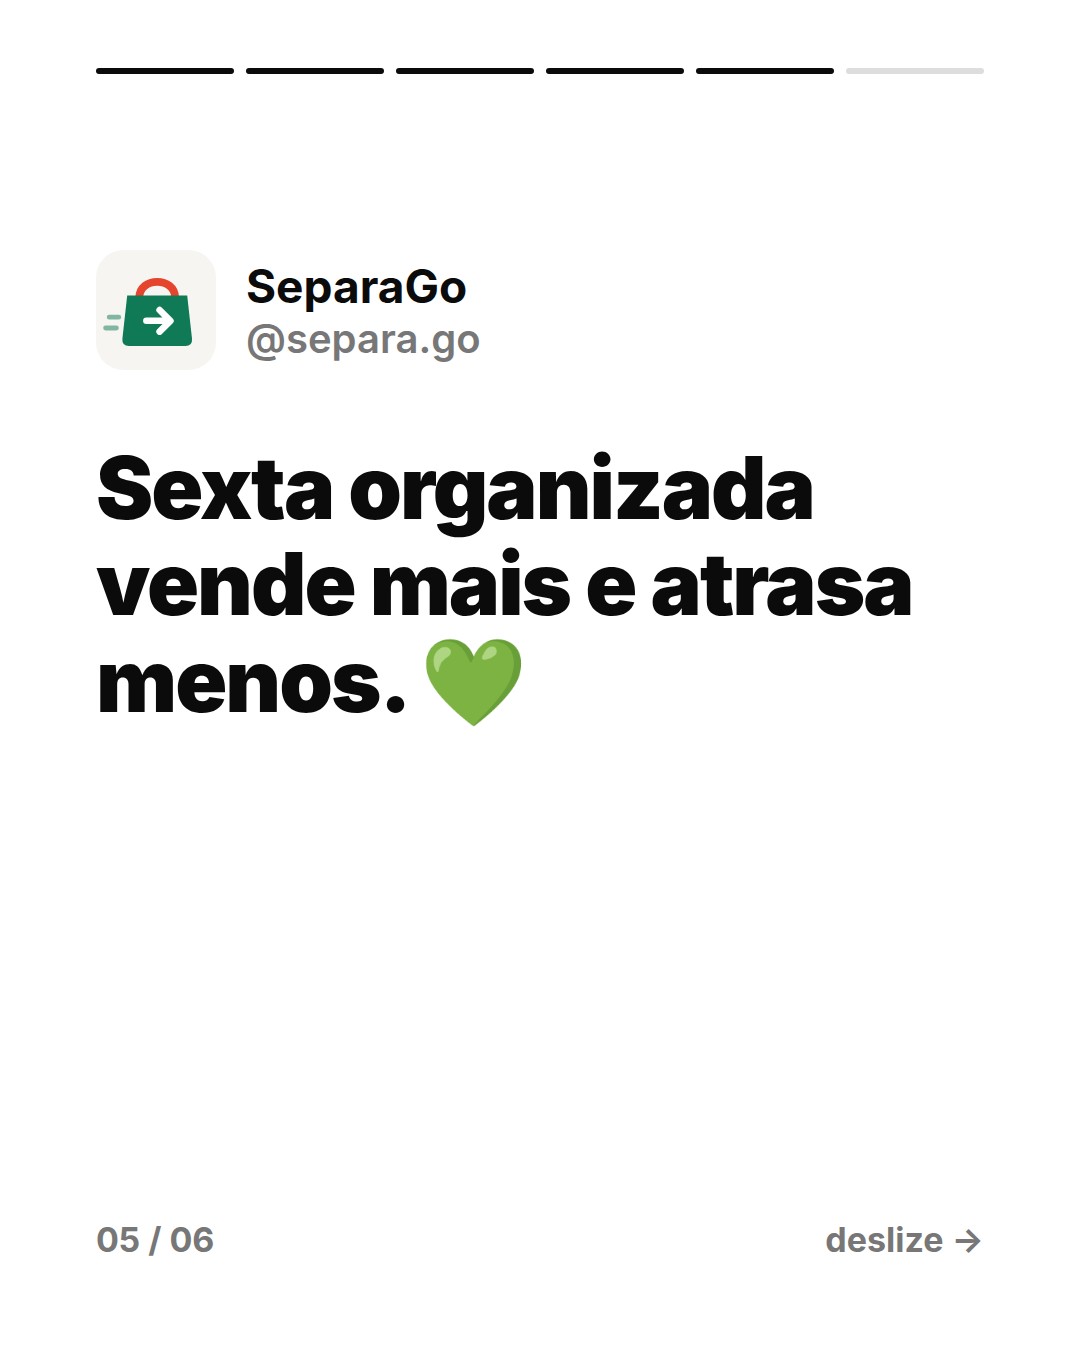 SeparaGo
@separa.go
Sexta organizada
vende mais e atrasa
menos. 💚
05 / 06
deslize →